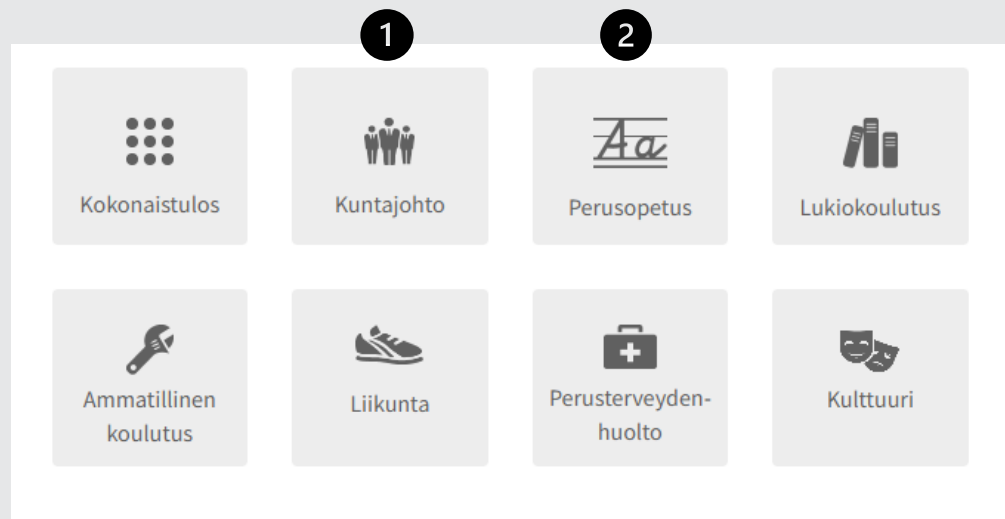 1 2
Kokonaistulos Kuntajohto Perusopetus Lukiokoulutus
Ammatillinen
koulutus
Liikunta
Perusterveyden-
huolto
Kulttuuri